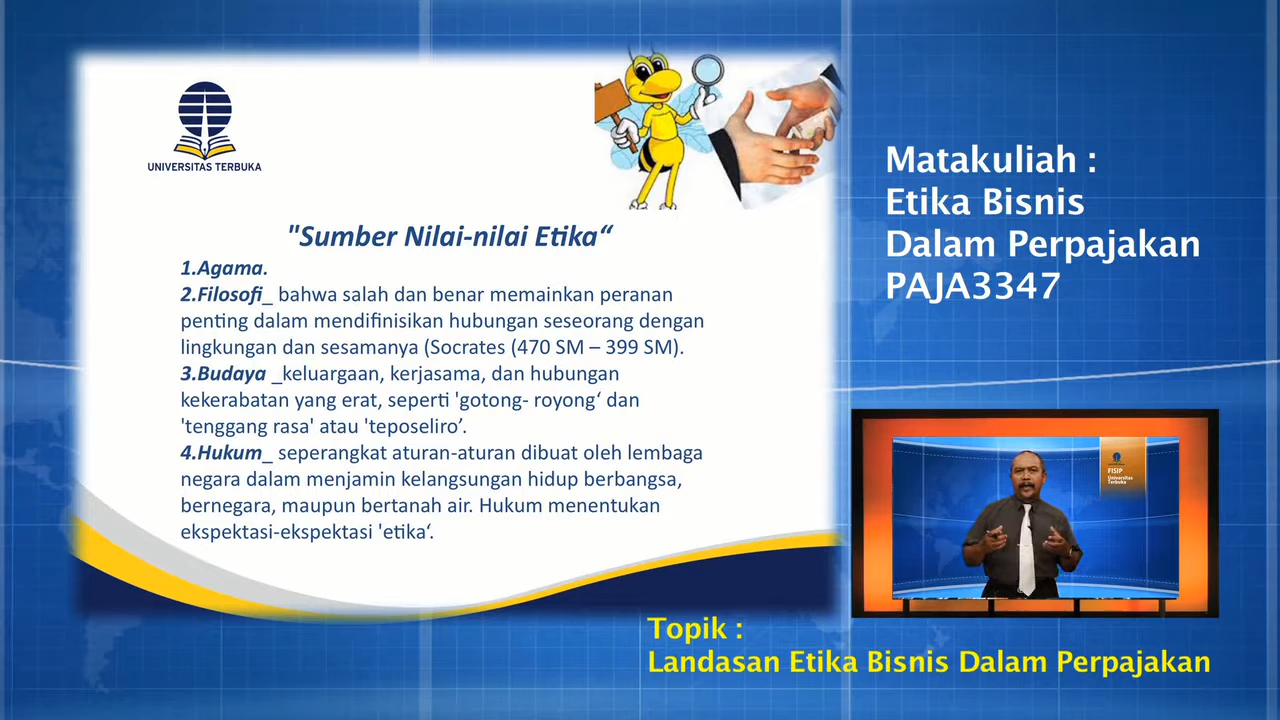 UNIVERSITAS TERBUKA
"Sumber Nilai-nilai Etika“
1.Agama.
2.Filosofi_ bahwa salah dan benar memainkan peranan
penting dalam mendifinisikan hubungan seseorang dengan
lingkungan dan sesamanya (Socrates (470 SM – 399 SM).
3.Budaya _keluargaan, kerjasama, dan hubungan
kekerabatan yang erat, seperti 'gotong- royong‘ dan
'tenggang rasa' atau 'teposeliro’.
4.Hukum_ seperangkat aturan-aturan dibuat oleh lembaga
negara dalam menjamin kelangsungan hidup berbangsa,
bernegara, maupun bertanah air. Hukum menentukan
ekspektasi-ekspektasi 'etika‘.
Matakuliah :
Etika Bisnis
Dalam Perpajakan
PAJA3347
FISIP
Universitas
Terbuka
Topik :
Landasan Etika Bisnis Dalam Perpajakan